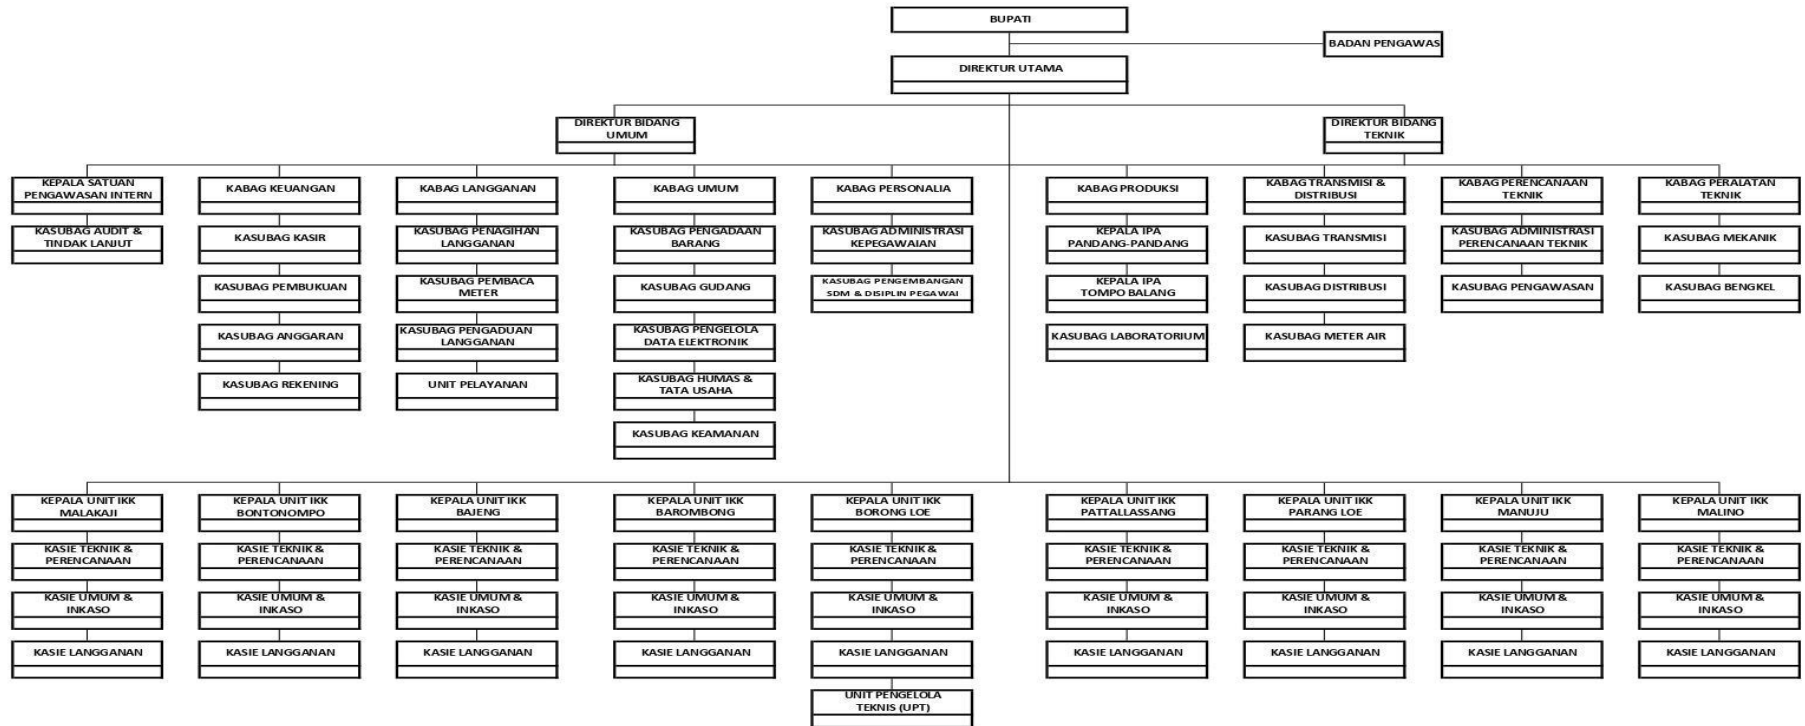 BUPATI
BADAN PENGAWAS
DIREKTUR UTAMA
DIREKTUR BIDANG
UMUM
DIREKTUR BIDANG
TEKNIK
KEPALA SATUAN
PENGAWASAN INTERN
KABAG KEUANGAN
KABAG LANGGANAN
KABAG UMUM
KABAG PERSONALIA
KABAG PRODUKSI
KABAG TRANSMISI &
DISTRIBUSI
KABAG PERENCANAAN
TEKNIK
KABAG PERALATAN
TEKNIK
KASUBAG AUDIT &
TINDAK LANJUT
KASUBAG KASIR
KASUBAG PENAGIHAN
LANGGANAN
KASUBAG PENGADAAN
BARANG
KASUBAG ADMINISTRASI
KEPEGAWAIAN
KEPALA IPA
PANDANG-PANDANG
KASUBAG TRANSMISI
KASUBAG ADMINISTRASI
PERENCANAAN TEKNIK
KASUBAG MEKANIK
KASUBAG PEMBUKUAN
KASUBAG PEMBACA
METER
KASUBAG GUDANG
KASUBAG PENGEMBANGAN
SDM & DISIPLIN PEGAWAI
KEPALA IPA
TOMPO BALANG
KASUBAG DISTRIBUSI
KASUBAG PENGAWASAN
KASUBAG BENGKEL
KASUBAG ANGGARAN
KASUBAG PENGADUAN
LANGGANAN
KASUBAG PENGELOLA
DATA ELEKTRONIK
KASUBAG LABORATORIUM
KASUBAG METER AIR
KASUBAG REKENING
UNIT PELAYANAN
KASUBAG HUMAS &
TATA USAHA
KASUBAG KEAMANAN
KEPALA UNIT IKK
MALAKAJI
KEPALA UNIT IKK
BONTONOMPO
KEPALA UNIT IKK
BAJENG
KEPALA UNIT IKK
BAROMBONG
KEPALA UNIT IKK
BORONG LOE
KEPALA UNIT IKK
PATTALLASSANG
KEPALA UNIT IKK
PARANG LOE
KEPALA UNIT IKK
MANUJU
KEPALA UNIT IKK
MALINO
KASIE TEKNIK &
PERENCANAAN
KASIE TEKNIK &
PERENCANAAN
KASIE TEKNIK &
PERENCANAAN
KASIE TEKNIK &
PERENCANAAN
KASIE TEKNIK &
PERENCANAAN
KASIE TEKNIK &
PERENCANAAN
KASIE TEKNIK &
PERENCANAAN
KASIE TEKNIK &
PERENCANAAN
KASIE TEKNIK &
PERENCANAAN
KASIE UMUM &
INKASO
KASIE UMUM &
INKASO
KASIE UMUM &
INKASO
KASIE UMUM &
INKASO
KASIE UMUM &
INKASO
KASIE UMUM &
INKASO
KASIE UMUM &
INKASO
KASIE UMUM &
INKASO
KASIE UMUM &
INKASO
KASIE LANGGANAN
KASIE LANGGANAN
KASIE LANGGANAN
KASIE LANGGANAN
KASIE LANGGANAN
KASIE LANGGANAN
KASIE LANGGANAN
KASIE LANGGANAN
KASIE LANGGANAN
UNIT PENGELOLA
TEKNIS (UPT)